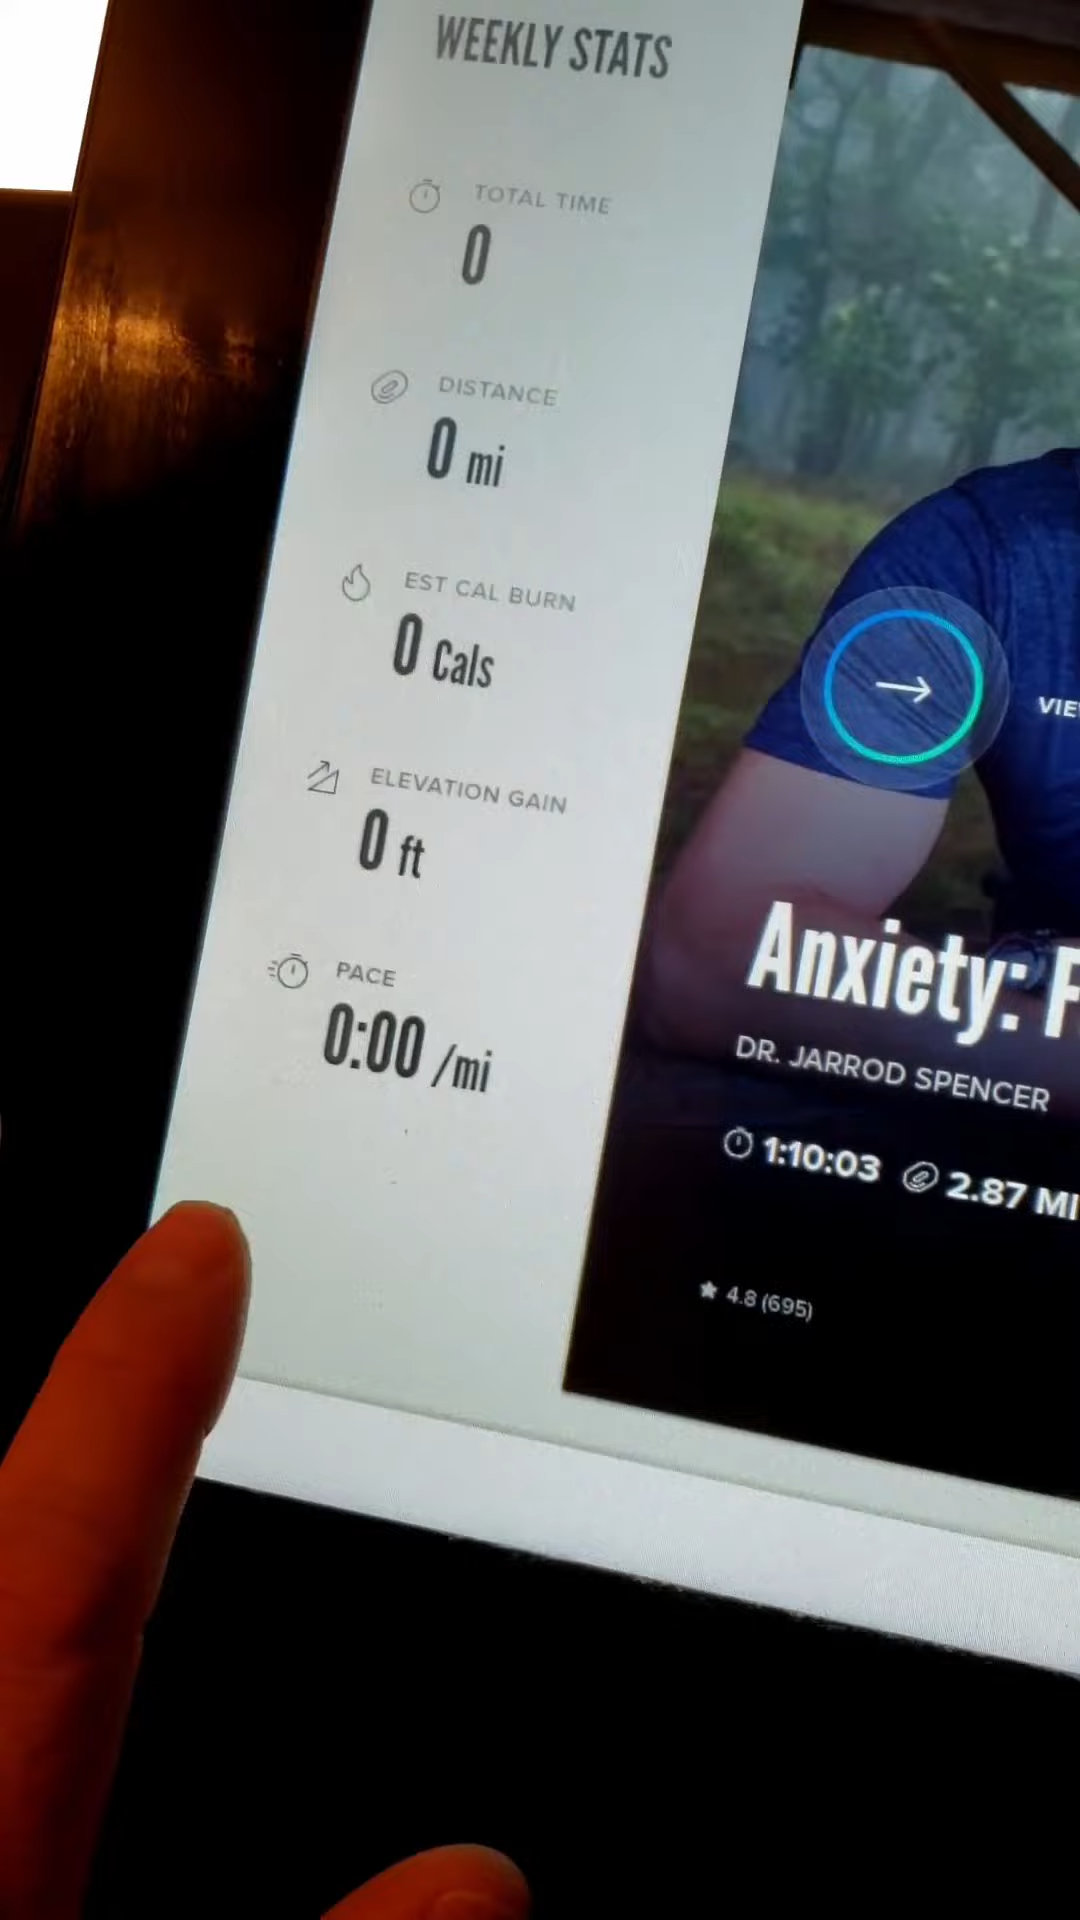 WEEKLY STATS
TOTAL TIME
0
DISTANCE
0 mi
EST CAL BURN
0 Cals
ELEVATION GAIN
0 ft
PACE
0:00 /mi
Anxiety:
DR. JARROD SPENCER
1:10:03 2.87 MI
★ 4.8 (695)